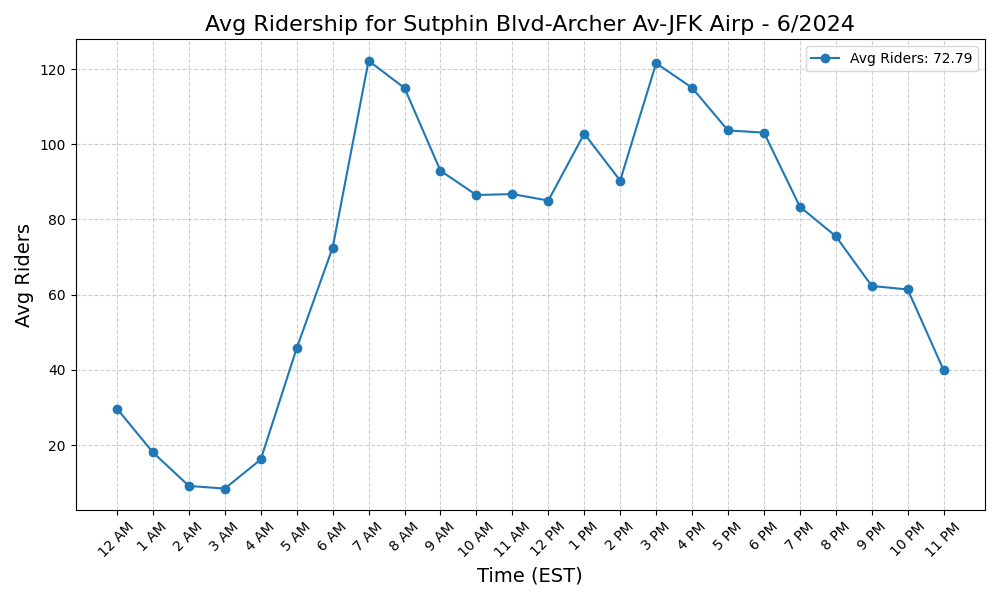 Avg Ridership for Sutphin Blvd-Archer Av-JFK Airp - 6/2024
Avg Riders: 72.79
Avg Riders
120
100
80
60
40
20
12 AM 1 AM 2 AM 3 AM 4 AM 5 AM 6 AM 7 AM 8 AM 9 AM 10 AM 11 AM 12 PM 1 PM 2 PM 3 PM 4 PM 5 PM 6 PM 7 PM 8 PM 9 PM 10 PM 11 PM
Time (EST)